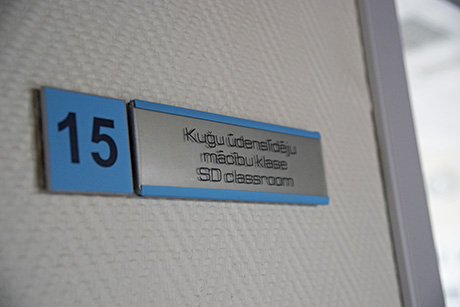 15
Kuģu ūdenslīdēju
mācību klase
SD classroom